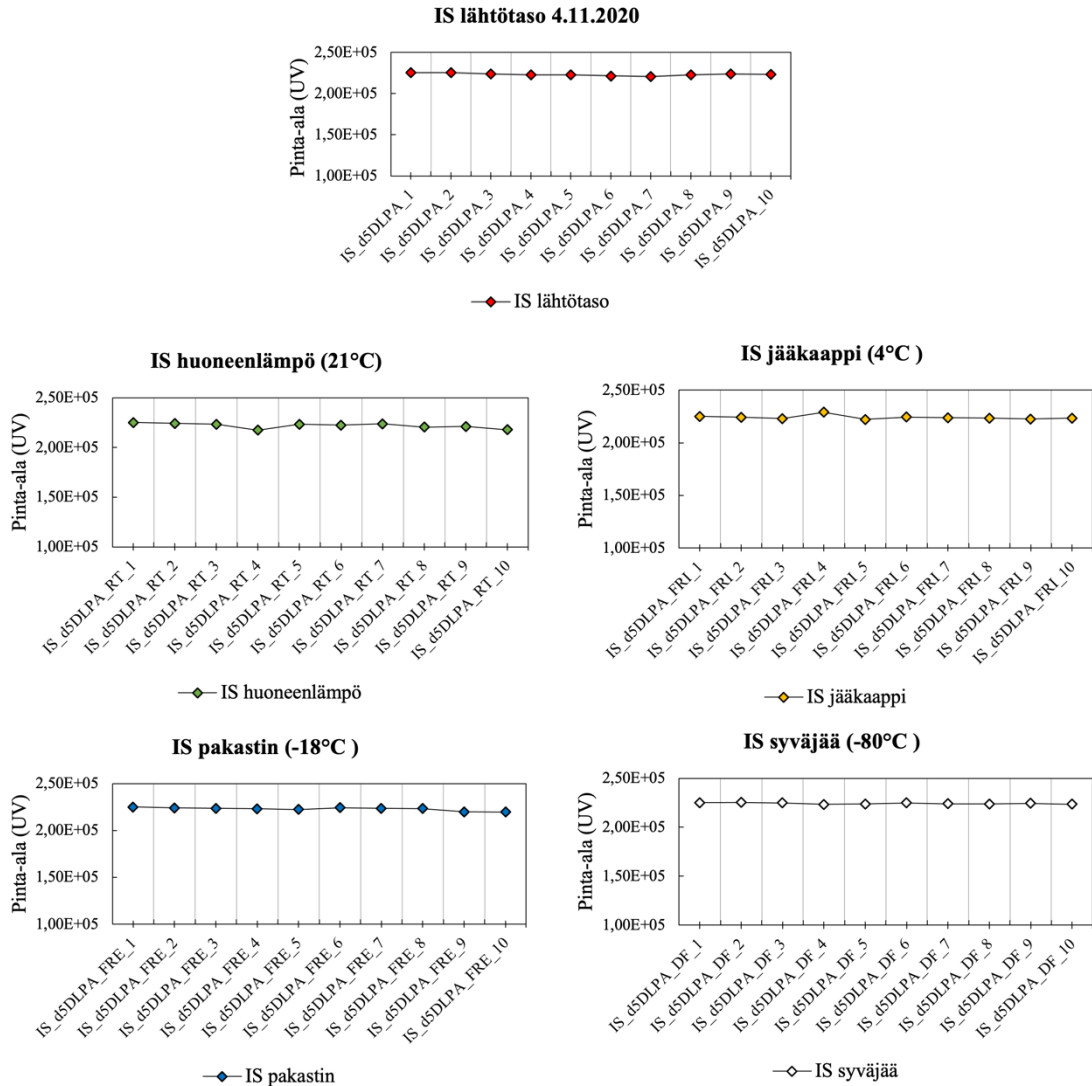 IS lähtötaso 4.11.2020
Pinta-ala (UV)
2,50E+05
2,00E+05
1,50E+05
1,00E+05
IS_d5DLPA_1
IS_d5DLPA_2
IS_d5DLPA_3
IS_d5DLPA_4
IS_d5DLPA_5
IS_d5DLPA_6
IS_d5DLPA_7
IS_d5DLPA_8
IS_d5DLPA_9
IS_d5DLPA_10
IS lähtötaso
IS huoneenlämpö (21°C)
Pinta-ala (UV)
2,50E+05
2,00E+05
1,50E+05
1,00E+05
IS_d5DLPA_RT_1
IS_d5DLPA_RT_2
IS_d5DLPA_RT_3
IS_d5DLPA_RT_4
IS_d5DLPA_RT_5
IS_d5DLPA_RT_6
IS_d5DLPA_RT_7
IS_d5DLPA_RT_8
IS_d5DLPA_RT_9
IS_d5DLPA_RT_10
IS huoneenlämpö
IS jääkaappi (4°C )
Pinta-ala (UV)
2,50E+05
2,00E+05
1,50E+05
1,00E+05
IS_d5DLPA_FRI_1
IS_d5DLPA_FRI_2
IS_d5DLPA_FRI_3
IS_d5DLPA_FRI_4
IS_d5DLPA_FRI_5
IS_d5DLPA_FRI_6
IS_d5DLPA_FRI_7
IS_d5DLPA_FRI_8
IS_d5DLPA_FRI_9
IS_d5DLPA_FRI_10
IS jääkaappi
IS pakastin (-18°C )
Pinta-ala (UV)
2,50E+05
2,00E+05
1,50E+05
1,00E+05
IS_d5DLPA_FRE_1
IS_d5DLPA_FRE_2
IS_d5DLPA_FRE_3
IS_d5DLPA_FRE_4
IS_d5DLPA_FRE_5
IS_d5DLPA_FRE_6
IS_d5DLPA_FRE_7
IS_d5DLPA_FRE_8
IS_d5DLPA_FRE_9
IS_d5DLPA_FRE_10
IS pakastin
IS syväjää (-80°C )
Pinta-ala (UV)
2,50E+05
2,00E+05
1,50E+05
1,00E+05
IS_d5DLPA_DF_1
IS_d5DLPA_DF_2
IS_d5DLPA_DF_3
IS_d5DLPA_DF_4
IS_d5DLPA_DF_5
IS_d5DLPA_DF_6
IS_d5DLPA_DF_7
IS_d5DLPA_DF_8
IS_d5DLPA_DF_9
IS_d5DLPA_DF_10
IS syväjää